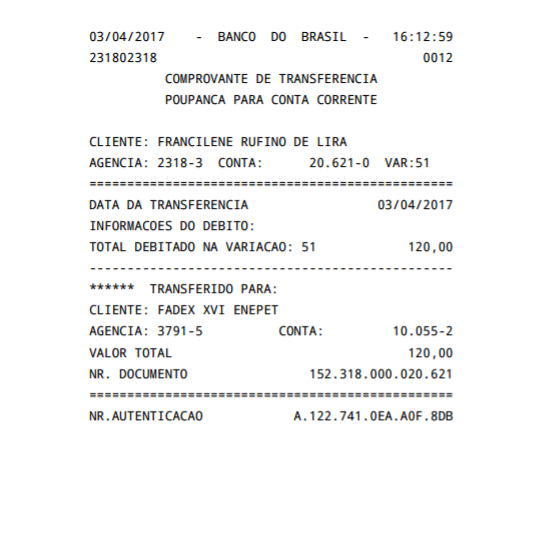 03/04/2017 - BANCO DO BRASIL - 16:12:59
231802318 0012
COMPROVANTE DE TRANSFERENCIA
POUPANCA PARA CONTA CORRENTE
CLIENTE: FRANCILENE RUFINO DE LIRA
AGENCIA: 2318-3 CONTA: 20.621-0 VAR:51
================================================
DATA DA TRANSFERENCIA 03/04/2017
INFORMACOES DO DEBITO:
TOTAL DEBITADO NA VARIACAO: 51 120,00
------------------------------------------------
****** TRANSFERIDO PARA:
CLIENTE: FADEX XVI ENEPET
AGENCIA: 3791-5 CONTA: 10.055-2
VALOR TOTAL 120,00
NR. DOCUMENTO 152.318.000.020.621
================================================
NR.AUTENTICACAO A.122.741.0EA.A0F.8DB